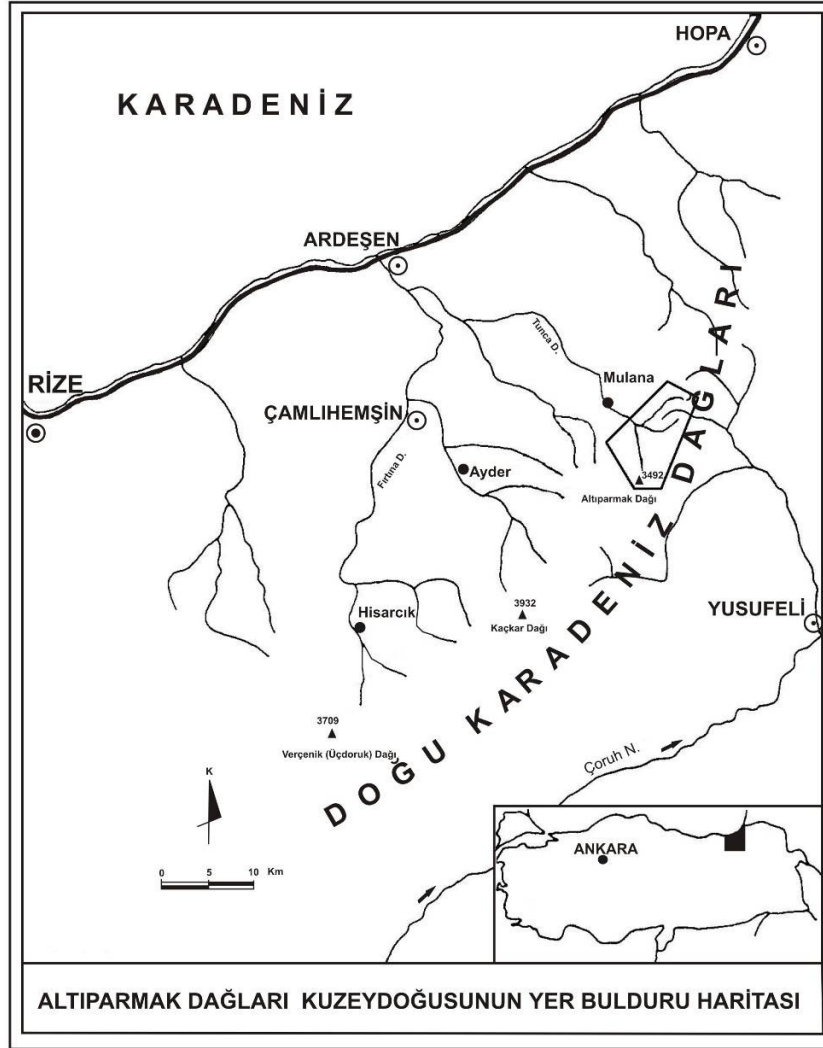 HOPA
KARADENİZ
ARDEŞEN
Tunca D.
RİZE
Mulana
ÇAMLIHEMŞİN
Fırtına D.
Ayder
3492
Altıparmak Dağı
3932
Kaçkar Dağı
Hisarcık
YUSUFELİ
3709
Verçenik (Üçdoruk) Dağı
DOĞU KARADENİZ DAĞLARI
Çoruh N.
K
0 5 10 Km
ANKARA
ALTIPARMAK DAĞLARI KUZEYDOĞUSUNUN YER BULDURU HARİTASI